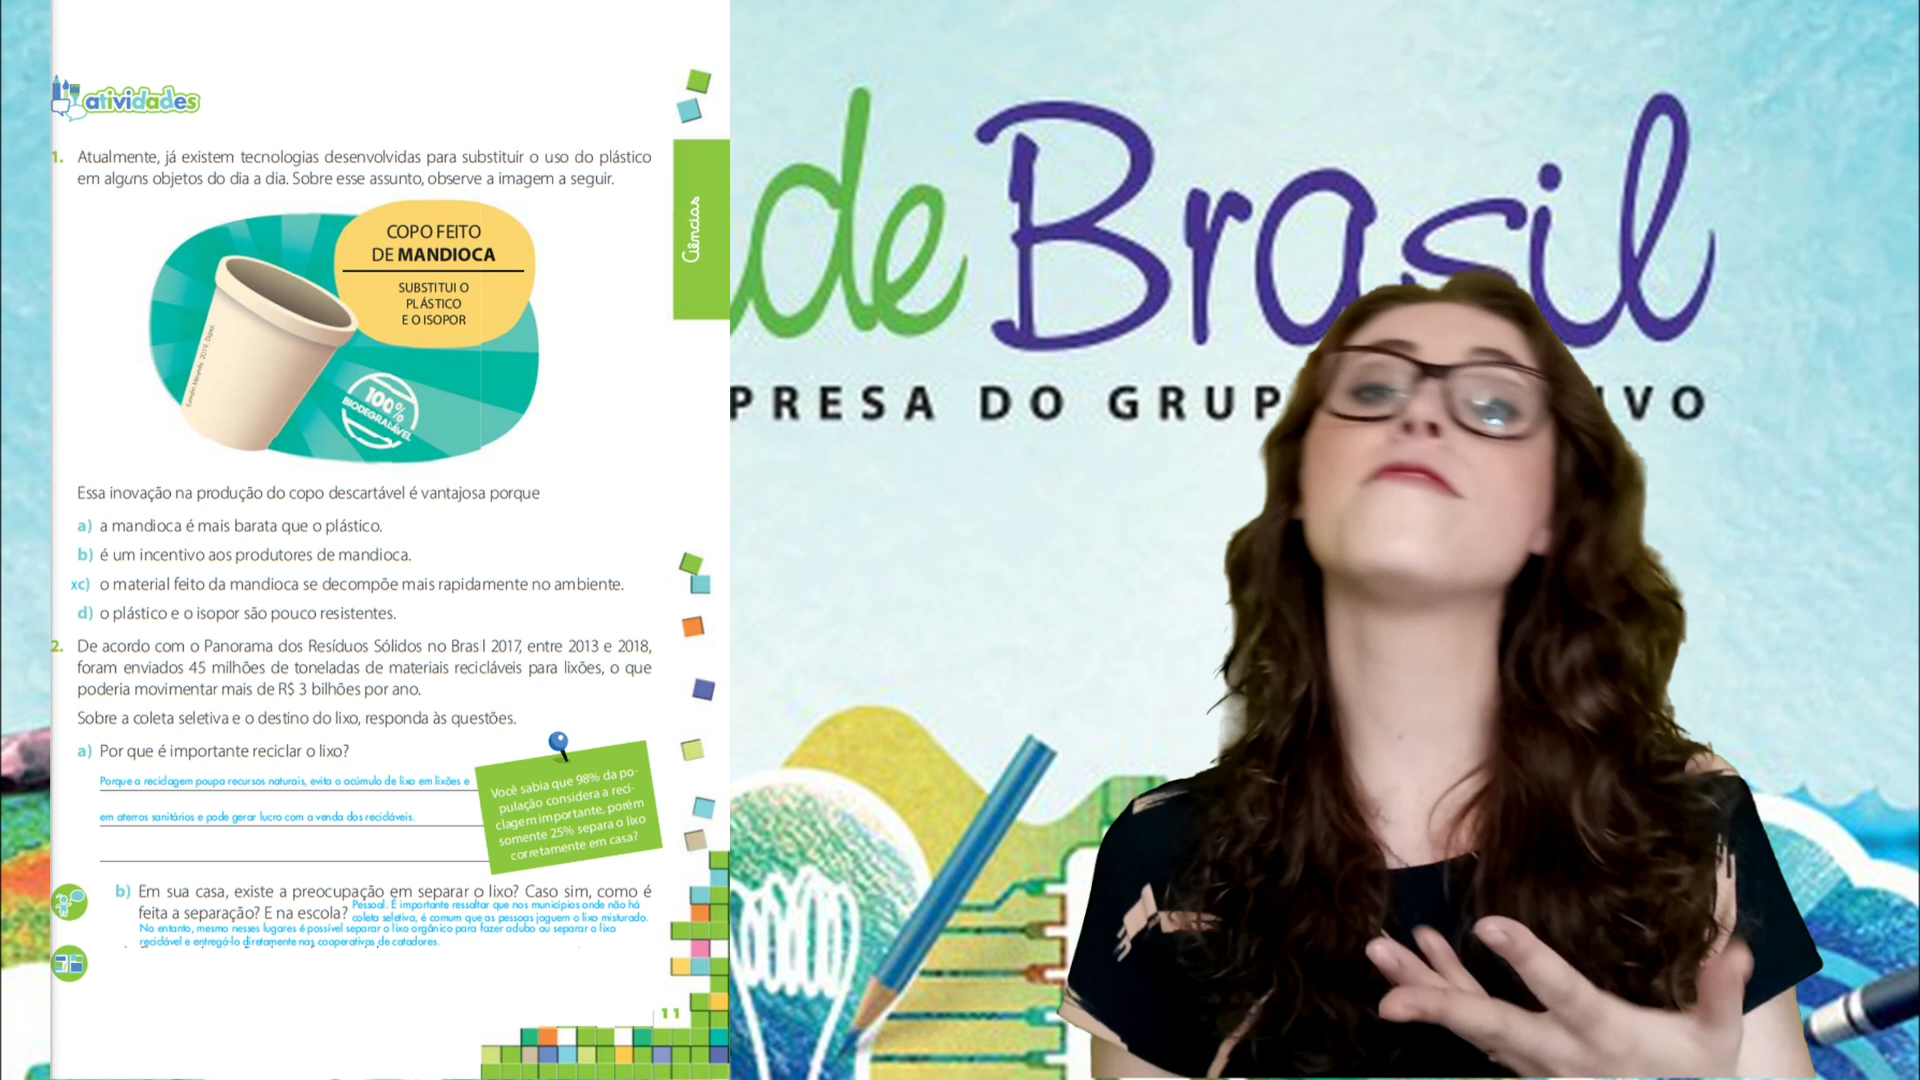 atividades
1. Atualmente, já existem tecnologias desenvolvidas para substituir o uso do plástico
em alguns objetos do dia a dia. Sobre esse assunto, observe a imagem a seguir.
COPO FEITO
DE MANDIOCA
SUBSTITUI O
PLÁSTICO
E O ISOPOR
100%
BIODEGRADÁVEL
Essa inovação na produção do copo descartável é vantajosa porque
a) a mandioca é mais barata que o plástico.
b) é um incentivo aos produtores de mandioca.
xc) o material feito da mandioca se decompõe mais rapidamente no ambiente.
d) o plástico e o isopor são pouco resistentes.
2. De acordo com o Panorama dos Resíduos Sólidos no Bras l 2017, entre 2013 e 2018,
foram enviados 45 milhões de toneladas de materiais recicláveis para lixões, o que
poderia movimentar mais de R$ 3 bilhões por ano.
Sobre a coleta seletiva e o destino do lixo, responda às questões.
a) Por que é importante reciclar o lixo?
Porque a reciclagem poupa recursos naturais, evita o acúmulo de lixo em lixões e
em aterros sanitários e pode gerar lucro com a venda dos recicláveis.
Você sabia que 98% da po-
pulação considera a reci-
clagem importante, porém
somente 25% separa o lixo
corretamente em casa?
b) Em sua casa, existe a preocupação em separar o lixo? Caso sim, como é
feita a separação? E na escola?
Pessoal. É importante ressaltar que nos municípios onde não há
coleta seletiva, é comum que as pessoas joguem o lixo misturado.
No entanto, mesmo nesses lugares é possível separar o lixo orgânico para fazer adubo ou separar o lixo
reciclável e entregá-lo diretamente nas cooperativas de catadores.
11
Ciências
de Brasil
PRESA DO GRUP IVO